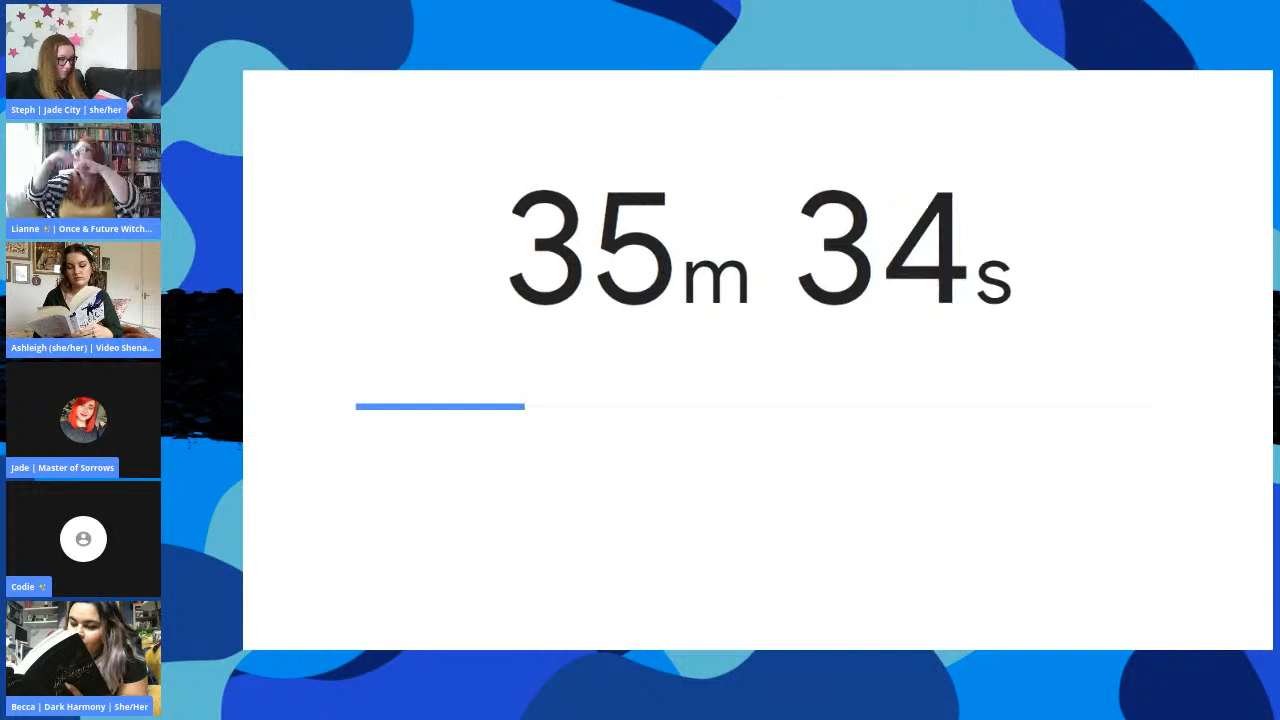 Steph | Jade City | she/her
Lianne ✨ | Once & Future Witch...
Ashleigh (she/her) | Video Shena...
Jade | Master of Sorrows
Codie ✨
Becca | Dark Harmony | She/Her
35m 34s